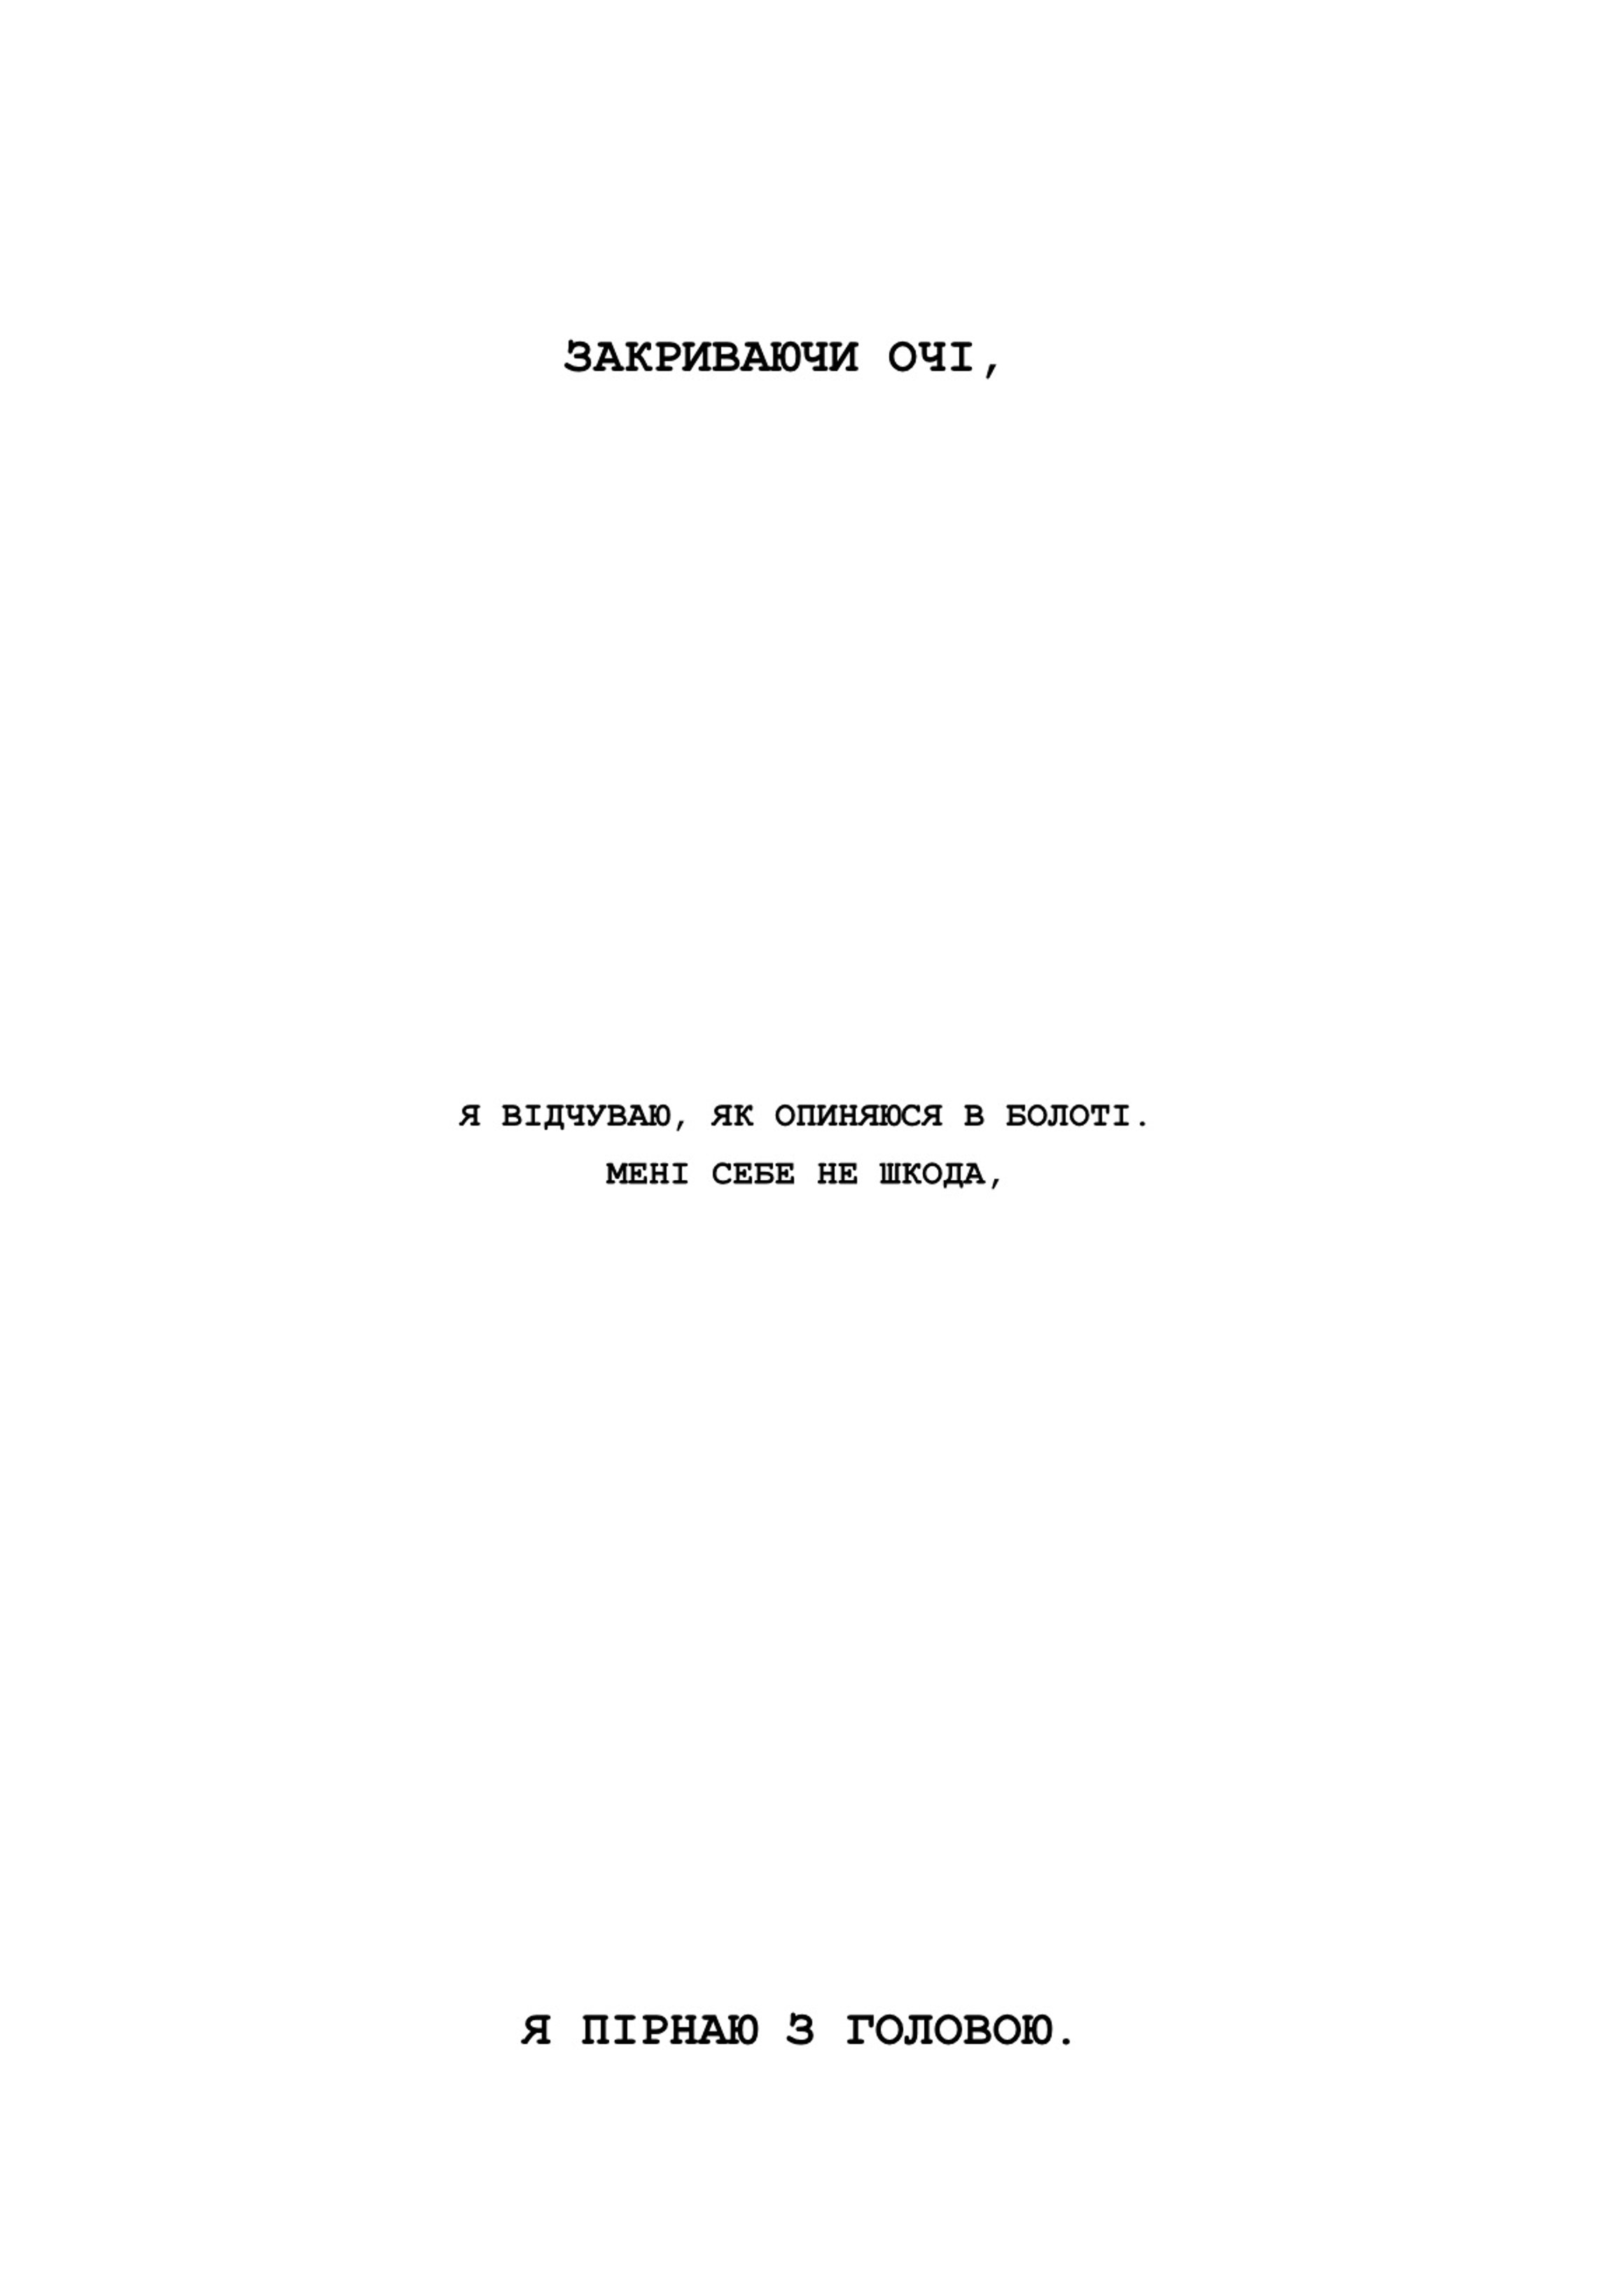 ЗАКРИВАЮЧИ ОЧІ,
Я ВІДЧУВАЮ, ЯК ОПИНЯЮСЯ В БОЛОТІ.
МЕНІ СЕБЕ НЕ ШКОДА,
Я ПІРНАЮ З ГОЛОВОЮ.